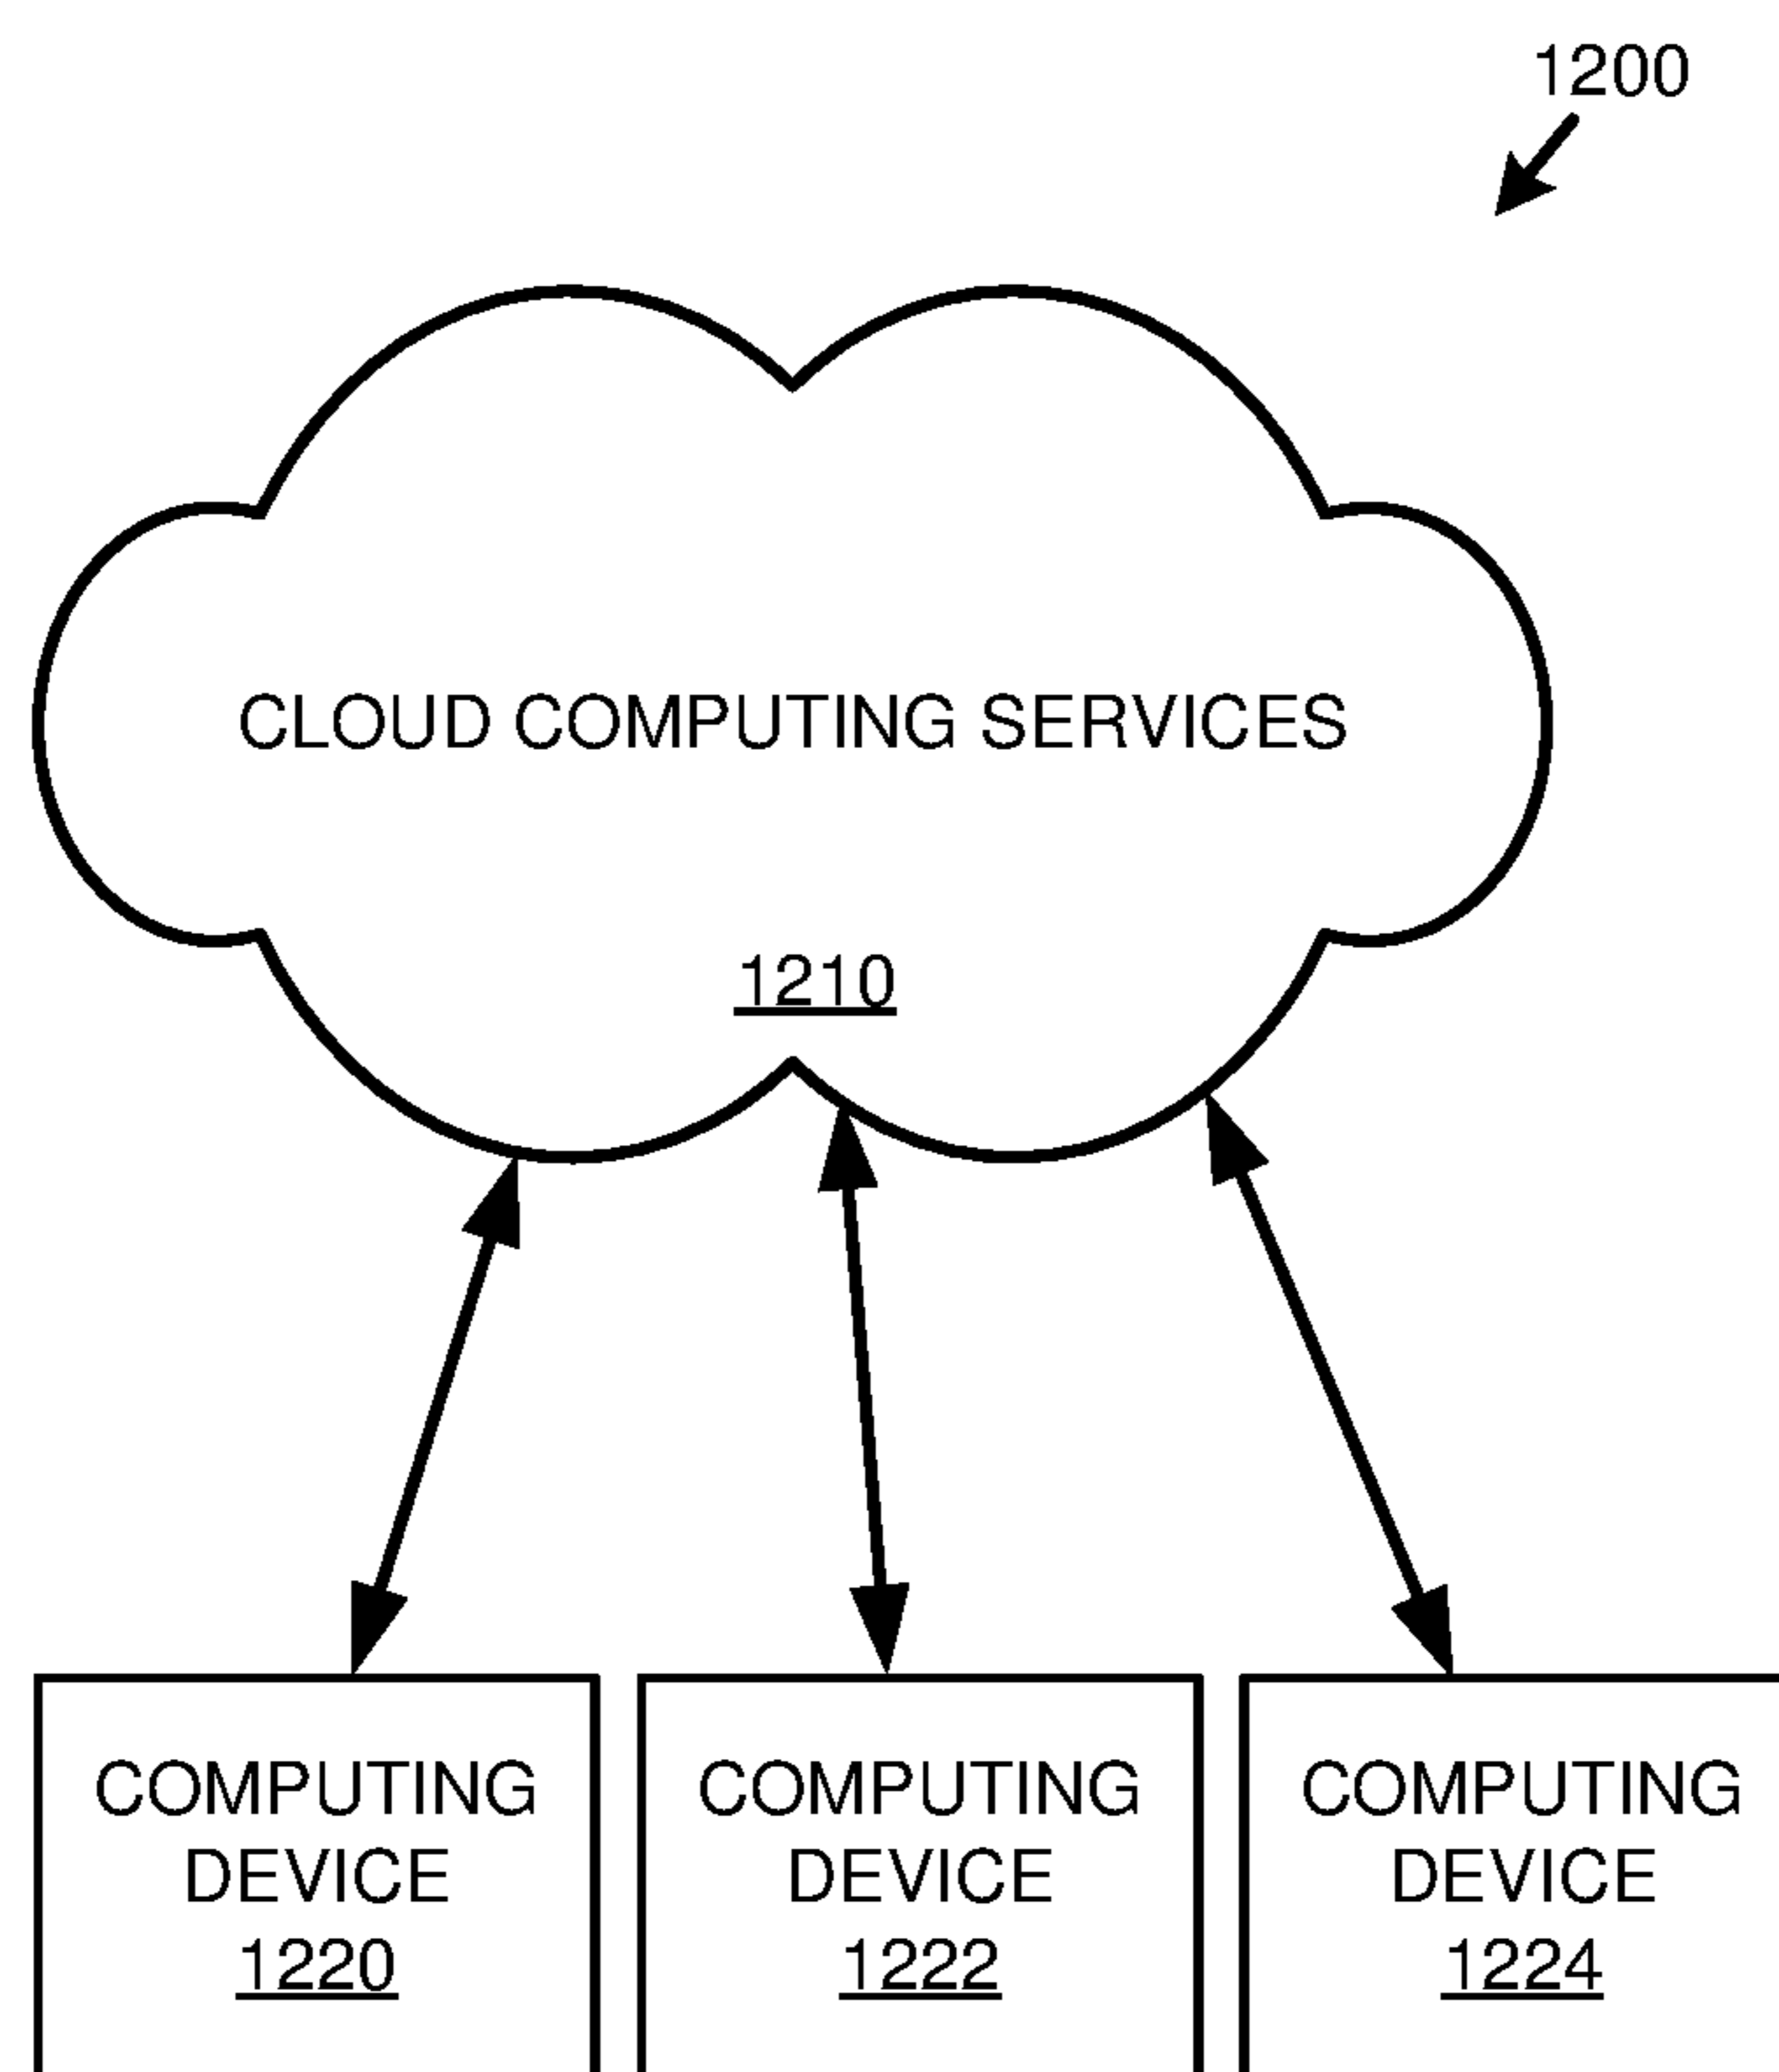 1200
CLOUD COMPUTING SERVICES
1210
COMPUTING
DEVICE
1220
COMPUTING
DEVICE
1222
COMPUTING
DEVICE
1224